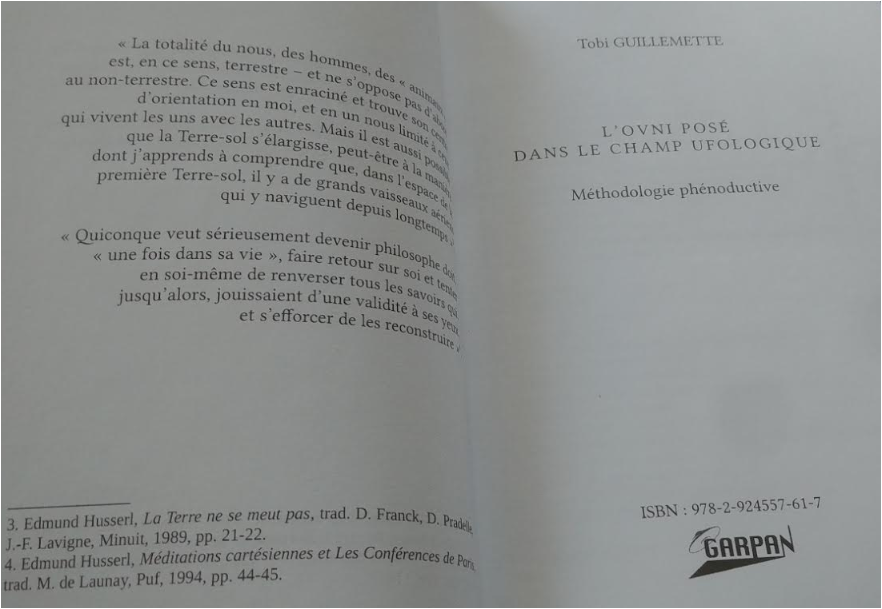 « La totalité du nous, des hommes, des « animaux
est, en ce sens, terrestre – et ne s'oppose pas d'abord
au non-terrestre. Ce sens est enraciné et trouve son centre
d'orientation en moi, et en un nous limité à ceux
qui vivent les uns avec les autres. Mais il est aussi possible
que la Terre-sol s'élargisse, peut-être à la manière
dont j'apprends à comprendre que, dans l'espace de
première Terre-sol, il y a de grands vaisseaux aériens
qui y naviguent depuis longtemps »
« Quiconque veut sérieusement devenir philosophe doit
« une fois dans sa vie », faire retour sur soi et tenter
en soi-même de renverser tous les savoirs qui
jusqu'alors, jouissaient d'une validité à ses yeux
et s'efforcer de les reconstruire »
3. Edmund Husserl, La Terre ne se meut pas, trad. D. Franck, D. Pradelle,
J.-F. Lavigne, Minuit, 1989, pp. 21-22.
4. Edmund Husserl, Méditations cartésiennes et Les Conférences de Paris,
trad. M. de Launay, Puf, 1994, pp. 44-45.
Tobi GUILLEMETTE
L'OVNI POSÉ
DANS LE CHAMP UFOLOGIQUE
Méthodologie phénoductive
ISBN : 978-2-924557-61-7
GARPAN